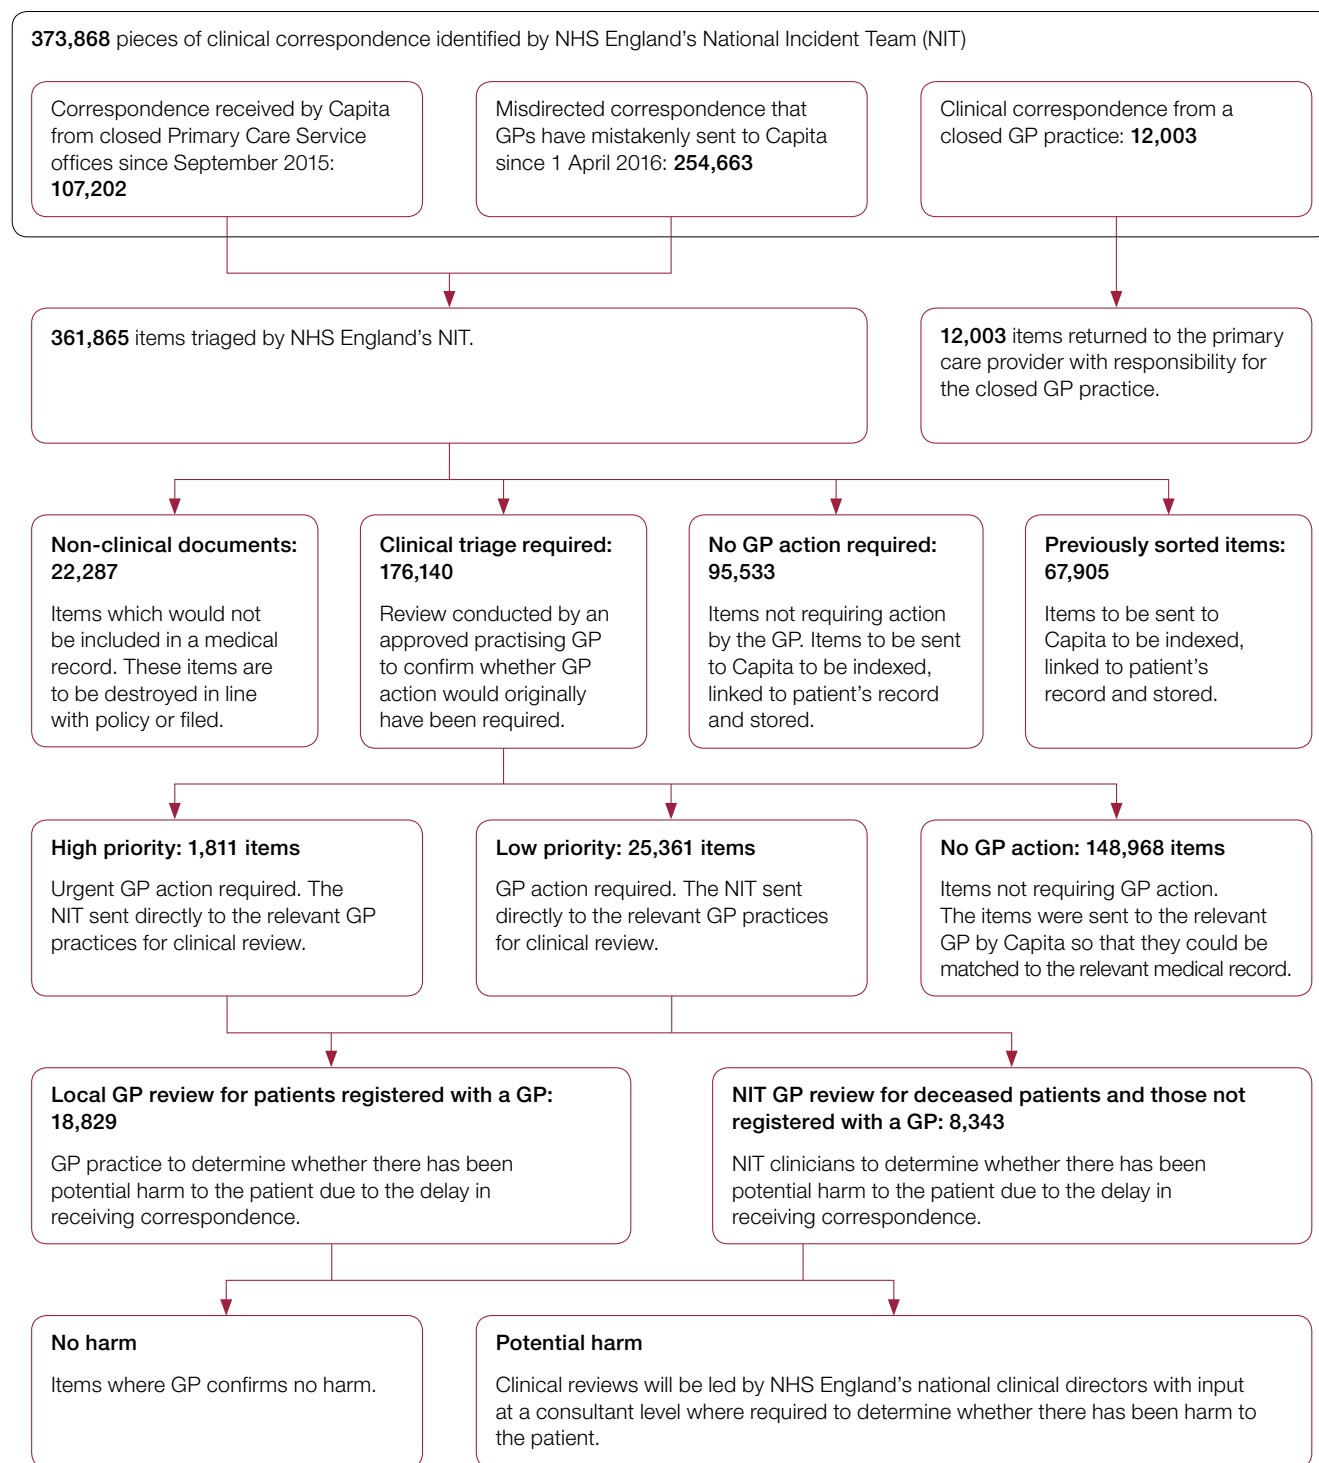 373,868 pieces of clinical correspondence identified by NHS England’s National Incident Team (NIT)
Correspondence received by Capita
from closed Primary Care Service
offices since September 2015:
107,202
Misdirected correspondence that
GPs have mistakenly sent to Capita
since 1 April 2016: 254,663
Clinical correspondence from a
closed GP practice: 12,003
361,865 items triaged by NHS England’s NIT.
12,003 items returned to the primary
care provider with responsibility for
the closed GP practice.
Non-clinical documents:
22,287
Items which would not
be included in a medical
record. These items are
to be destroyed in line
with policy or filed.
Clinical triage required:
176,140
Review conducted by an
approved practising GP
to confirm whether GP
action would originally
have been required.
No GP action required:
95,533
Items not requiring action
by the GP. Items to be sent
to Capita to be indexed,
linked to patient’s record
and stored.
Previously sorted items:
67,905
Items to be sent to
Capita to be indexed,
linked to patient’s
record and stored.
High priority: 1,811 items
Urgent GP action required. The
NIT sent directly to the relevant GP
practices for clinical review.
Low priority: 25,361 items
GP action required. The NIT sent
directly to the relevant GP practices
for clinical review.
No GP action: 148,968 items
Items not requiring GP action.
The items were sent to the relevant
GP by Capita so that they could be
matched to the relevant medical record.
Local GP review for patients registered with a GP:
18,829
GP practice to determine whether there has been
potential harm to the patient due to the delay in
receiving correspondence.
NIT GP review for deceased patients and those not
registered with a GP: 8,343
NIT clinicians to determine whether there has been
potential harm to the patient due to the delay in
receiving correspondence.
No harm
Items where GP confirms no harm.
Potential harm
Clinical reviews will be led by NHS England’s national clinical directors with input
at a consultant level where required to determine whether there has been harm to
the patient.